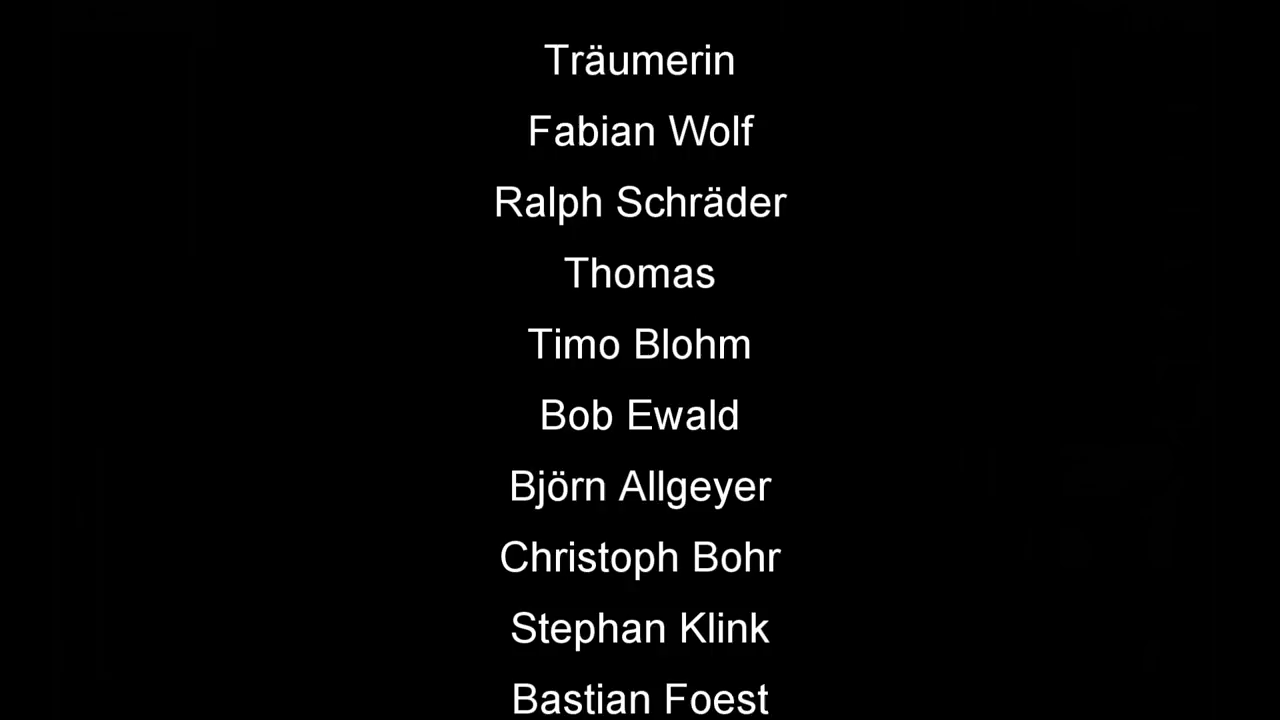 Träumerin
Fabian Wolf
Ralph Schräder
Thomas
Timo Blohm
Bob Ewald
Björn Allgeyer
Christoph Bohr
Stephan Klink
Bastian Foest